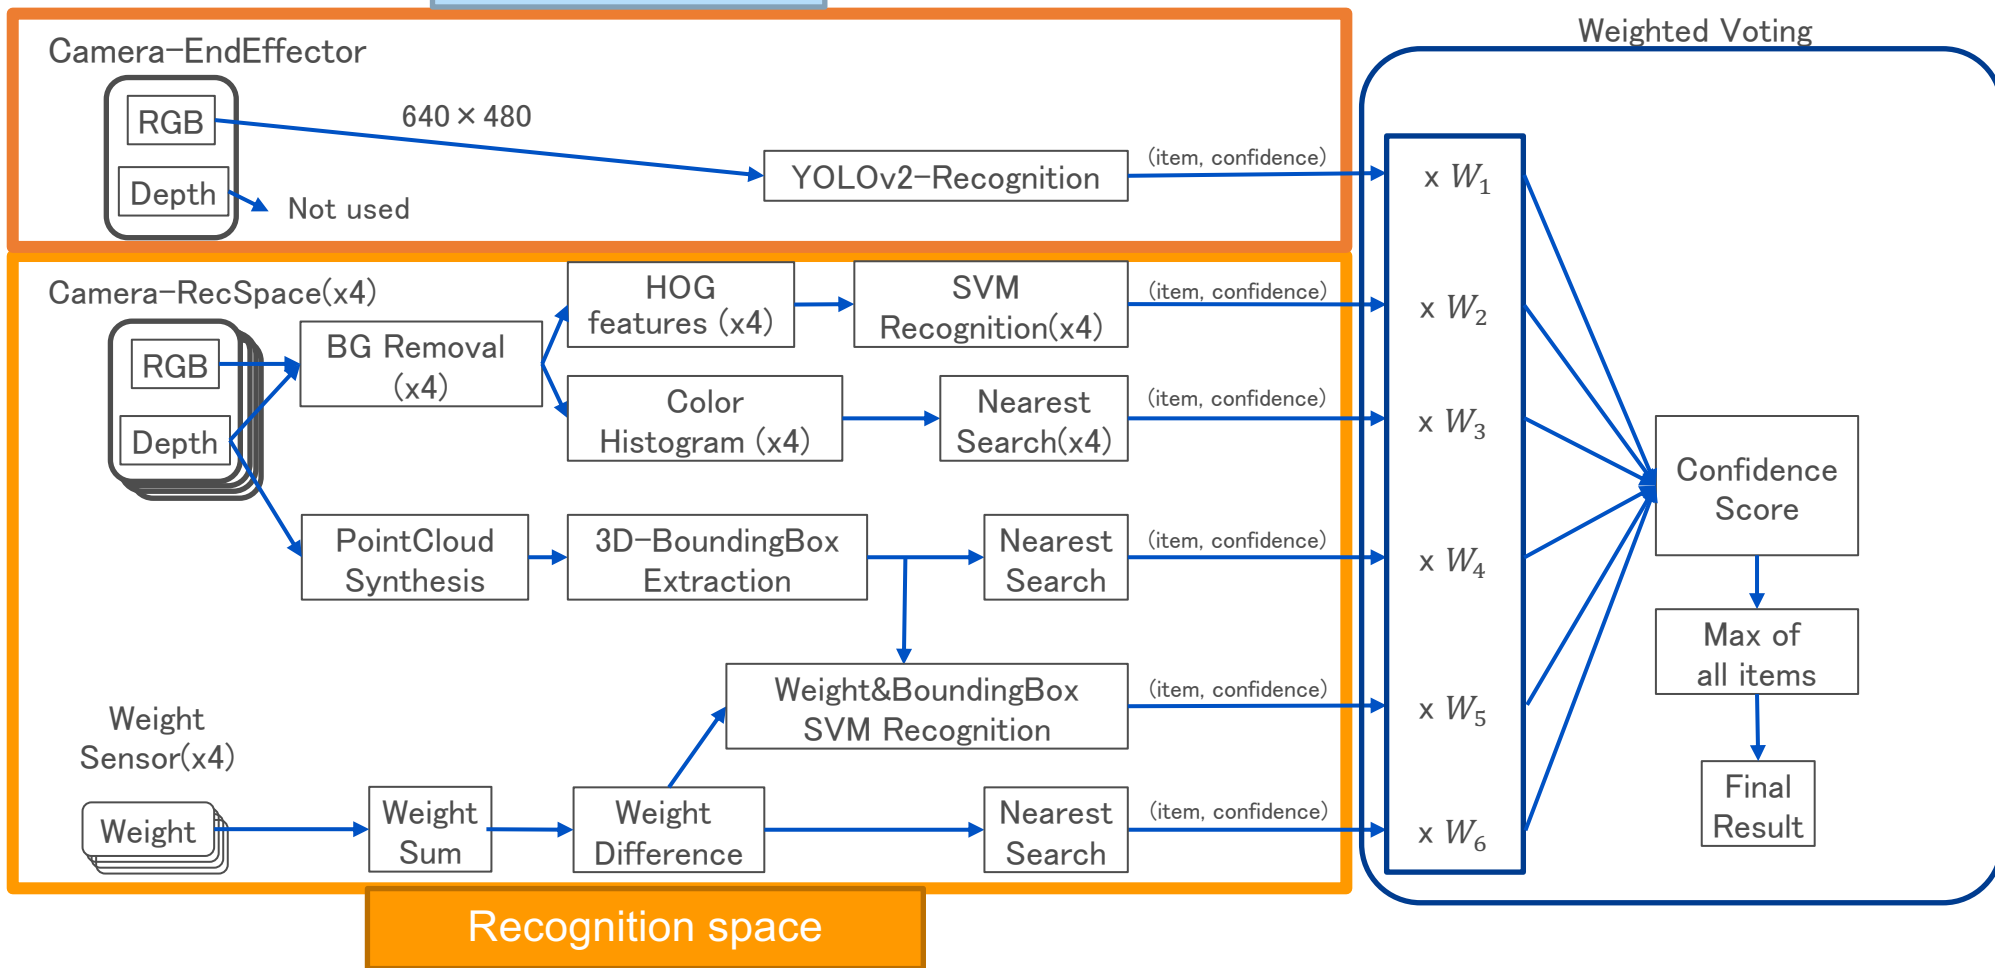 Weighted Voting
Camera-EndEffector
RGB
640×480
Depth
Not used
YOLOv2-Recognition
(item, confidence)
x W1
Camera-RecSpace(x4)
RGB
Depth
BG Removal
(x4)
HOG
features (x4)
SVM
Recognition(x4)
(item, confidence)
x W2
Color
Histogram (x4)
Nearest
Search(x4)
(item, confidence)
x W3
PointCloud
Synthesis
3D-BoundingBox
Extraction
Nearest
Search
(item, confidence)
x W4
Weight&BoundingBox
SVM Recognition
(item, confidence)
x W5
Weight
Sensor(x4)
Weight
Weight
Sum
Weight
Difference
Nearest
Search
(item, confidence)
x W6
Confidence
Score
Max of
all items
Final
Result
Recognition space